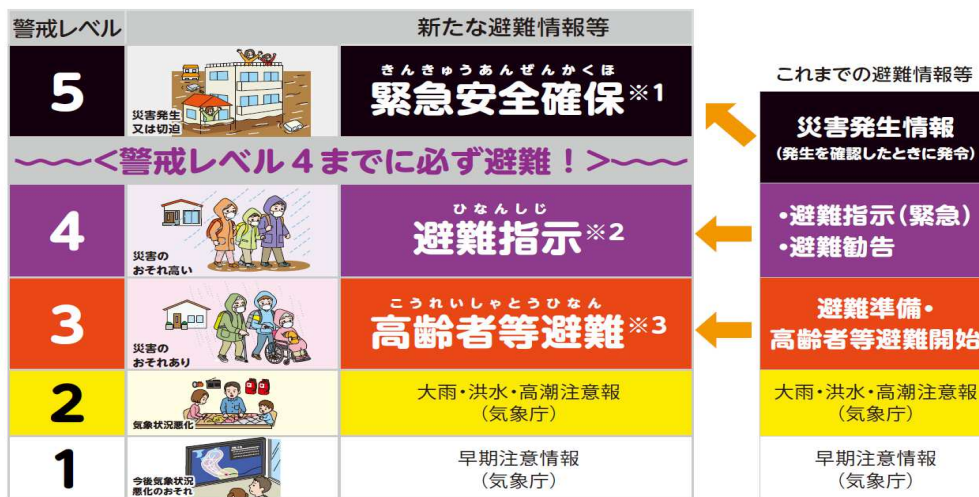 警戒レベル
新たな避難情報等
5
災害発生
又は切迫
きんきゅうあんぜんかくほ
緊急安全確保※1
〜〜〜<警戒レベル4までに必ず避難！>〜〜〜
4
災害の
おそれ高い
ひなんしじ
避難指示※2
3
災害の
おそれあり
こうれいしゃとうひなん
高齢者等避難※3
2
気象状況悪化
大雨・洪水・高潮注意報
（気象庁）
1
今後気象状況
悪化のおそれ
早期注意情報
（気象庁）
これまでの避難情報等
災害発生情報
（発生を確認したときに発令）
・避難指示（緊急）
・避難勧告
避難準備・
高齢者等避難開始
大雨・洪水・高潮注意報
（気象庁）
早期注意情報
（気象庁）